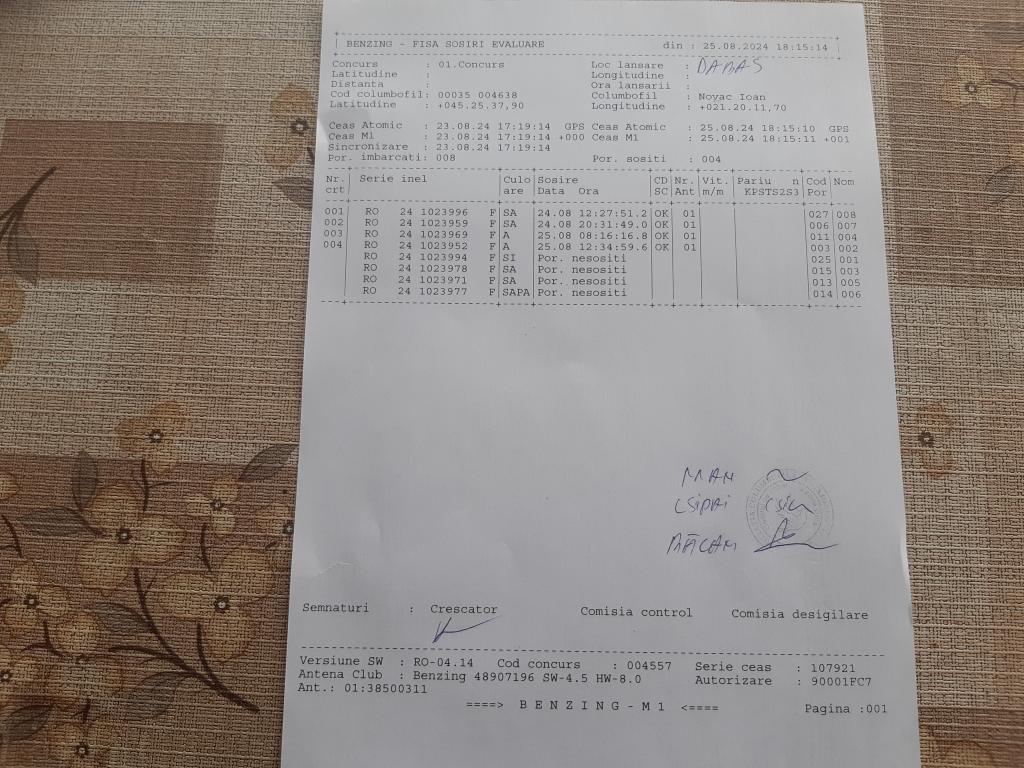 BENZING - FISA SOSIRI EVALUARE din : 25.08.2024 18:15:14
Concurs : 01.Concurs Loc lansare : DABAS
Latitudine : Longitudine :
Distanta : Ora lansarii :
Cod columbofil: 00035 004638 Columbofil : Novac Ioan
Latitudine : +045.25.37,90 Longitudine : +021.20.11,70
Ceas Atomic : 23.08.24 17:19:14 GPS Ceas Atomic : 25.08.24 18:15:10 GPS
Ceas M1 : 23.08.24 17:19:14 +000 Ceas M1 : 25.08.24 18:15:11 +001
Sincronizare : 23.08.24 17:19:14
Por. imbarcati: 008 Por. sositi : 004
Nr. Serie inel Culo Sosire CD Nr. Vit. Pariu n Cod Nom
crt are Data Ora SC Ant m/m KPSTS2S3 Por
001 RO 24 1023996 F SA 24.08 12:27:51.2 OK 01 027 008
002 RO 24 1023959 F SA 24.08 20:31:49.0 OK 01 006 007
003 RO 24 1023969 F A 25.08 08:16:16.8 OK 01 011 004
004 RO 24 1023952 F A 25.08 12:34:59.6 OK 01 003 002
RO 24 1023994 F SI Por. nesositi 025 001
RO 24 1023978 F SA Por. nesositi 015 003
RO 24 1023971 F SA Por. nesositi 013 005
RO 24 1023977 F SAPA Por. nesositi 014 006
MAN
Semnaturi : Crescator Comisia control Comisia desigilare
Versiune SW : RO-04.14 Cod concurs : 004557 Serie ceas : 107921
Antena Club : Benzing 48907196 SW-4.5 HW-8.0 Autorizare : 90001FC7
Ant.: 01:38500311
====> B E N Z I N G - M 1 <==== Pagina :001